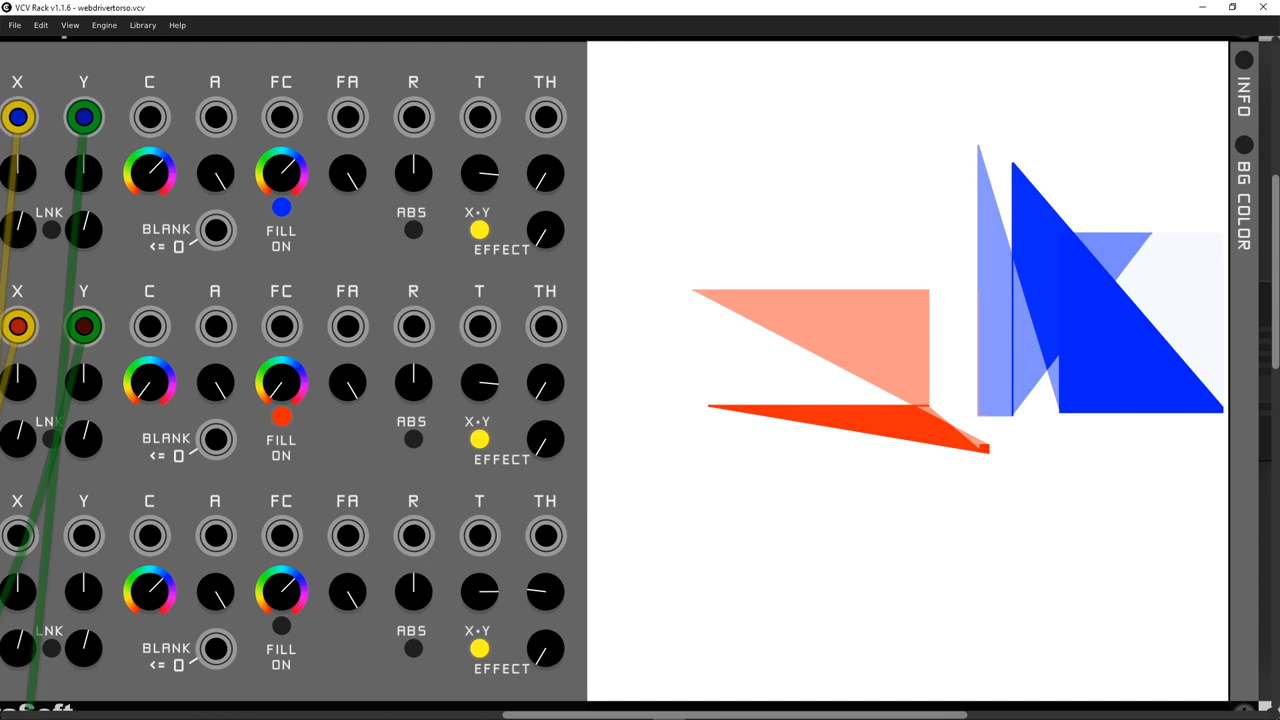 VCV Rack v1.1.6 - webdrivertorso.vcv
File Edit View Engine Library Help
X Y C A FC FA R T TH
LNK BLANK <= 0 FILL ON ABS X•Y EFFECT
X Y C A FC FA R T TH
LNK BLANK <= 0 FILL ON ABS X•Y EFFECT
X Y C A FC FA R T TH
LNK BLANK <= 0 FILL ON ABS X•Y EFFECT
INFO
BG COLOR